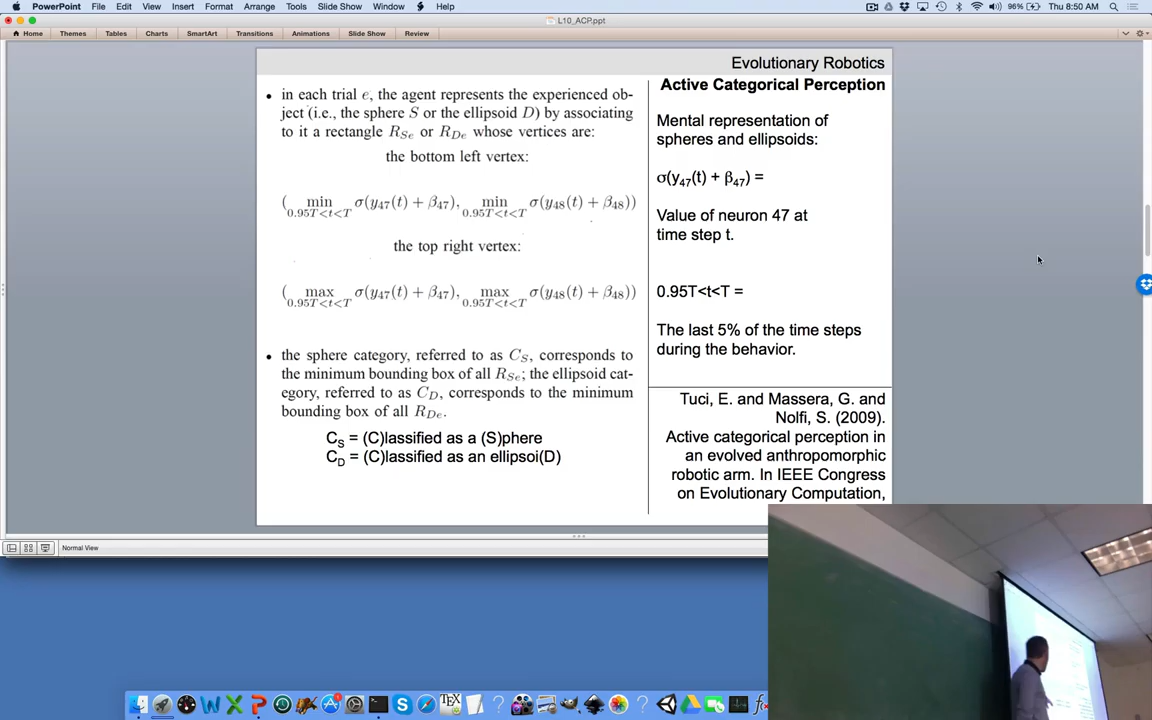 PowerPoint File Edit View Insert Format Arrange Tools Slide Show Window Help
96% Thu 8:50 AM
L10_ACP.ppt
Home Themes Tables Charts SmartArt Transitions Animations Slide Show Review
Evolutionary Robotics
• in each trial e, the agent represents the experienced ob-
ject (i.e., the sphere S or the ellipsoid D) by associating
to it a rectangle R_Se or R_De whose vertices are:
the bottom left vertex:
( min σ(y47(t) + β47), min σ(y48(t) + β48))
0.95T<t<T 0.95T<t<T
the top right vertex:
( max σ(y47(t) + β47), max σ(y48(t) + β48))
0.95T<t<T 0.95T<t<T
• the sphere category, referred to as C_S, corresponds to
the minimum bounding box of all R_Se; the ellipsoid cat-
egory, referred to as C_D, corresponds to the minimum
bounding box of all R_De.
C_S = (C)lassified as a (S)phere
C_D = (C)lassified as an ellipsoi(D)
Active Categorical Perception
Mental representation of
spheres and ellipsoids:
σ(y47(t) + β47) =
Value of neuron 47 at
time step t.
0.95T<t<T =
The last 5% of the time steps
during the behavior.
Tuci, E. and Massera, G. and
Nolfi, S. (2009).
Active categorical perception in
an evolved anthropomorphic
robotic arm. In IEEE Congress
on Evolutionary Computation,
Normal View